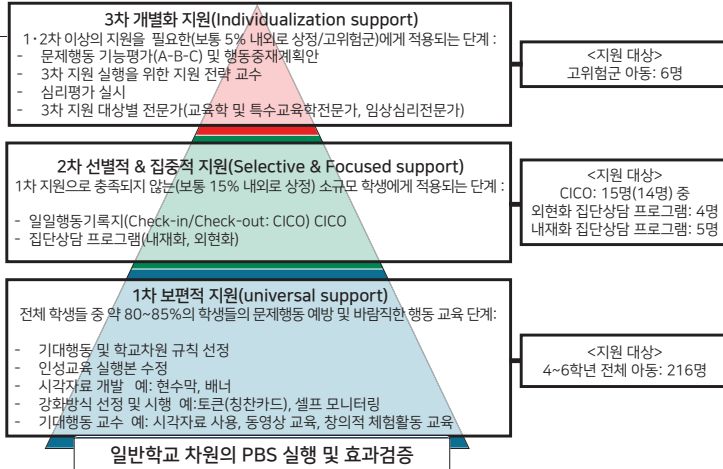 3차 개별화 지원(Individualization support)
1·2차 이상의 지원을 필요한(보통 5% 내외로 상정/고위험군)에게 적용되는 단계 :
- 문제행동 기능평가(A-B-C) 및 행동중재계획안
- 3차 지원 실행을 위한 지원 전략 교수
- 심리평가 실시
- 3차 지원 대상별 전문가(교육학 및 특수교육학전문가, 임상심리전문가)
<지원 대상>
고위험군 아동: 6명
2차 선별적 & 집중적 지원(Selective & Focused support)
1차 지원으로 충족되지 않는(보통 15% 내외로 상정) 소규모 학생에게 적용되는 단계 :
- 일일행동기록지(Check-in/Check-out: CICO) CICO
- 집단상담 프로그램(내재화, 외현화)
<지원 대상>
CICO: 15명(14명) 중
외현화 집단상담 프로그램: 4명
내재화 집단상담 프로그램: 5명
1차 보편적 지원(universal support)
전체 학생들 중 약 80~85%의 학생들의 문제행동 예방 및 바람직한 행동 교육 단계:
- 기대행동 및 학교차원 규칙 선정
- 인성교육 실행본 수정
- 시각자료 개발 예: 현수막, 배너
- 강화방식 선정 및 시행 예:토큰(칭찬카드), 셀프 모니터링
- 기대행동 교수 예: 시각자료 사용, 동영상 교육, 창의적 체험활동 교육
<지원 대상>
4~6학년 전체 아동: 216명
일반학교 차원의 PBS 실행 및 효과검증